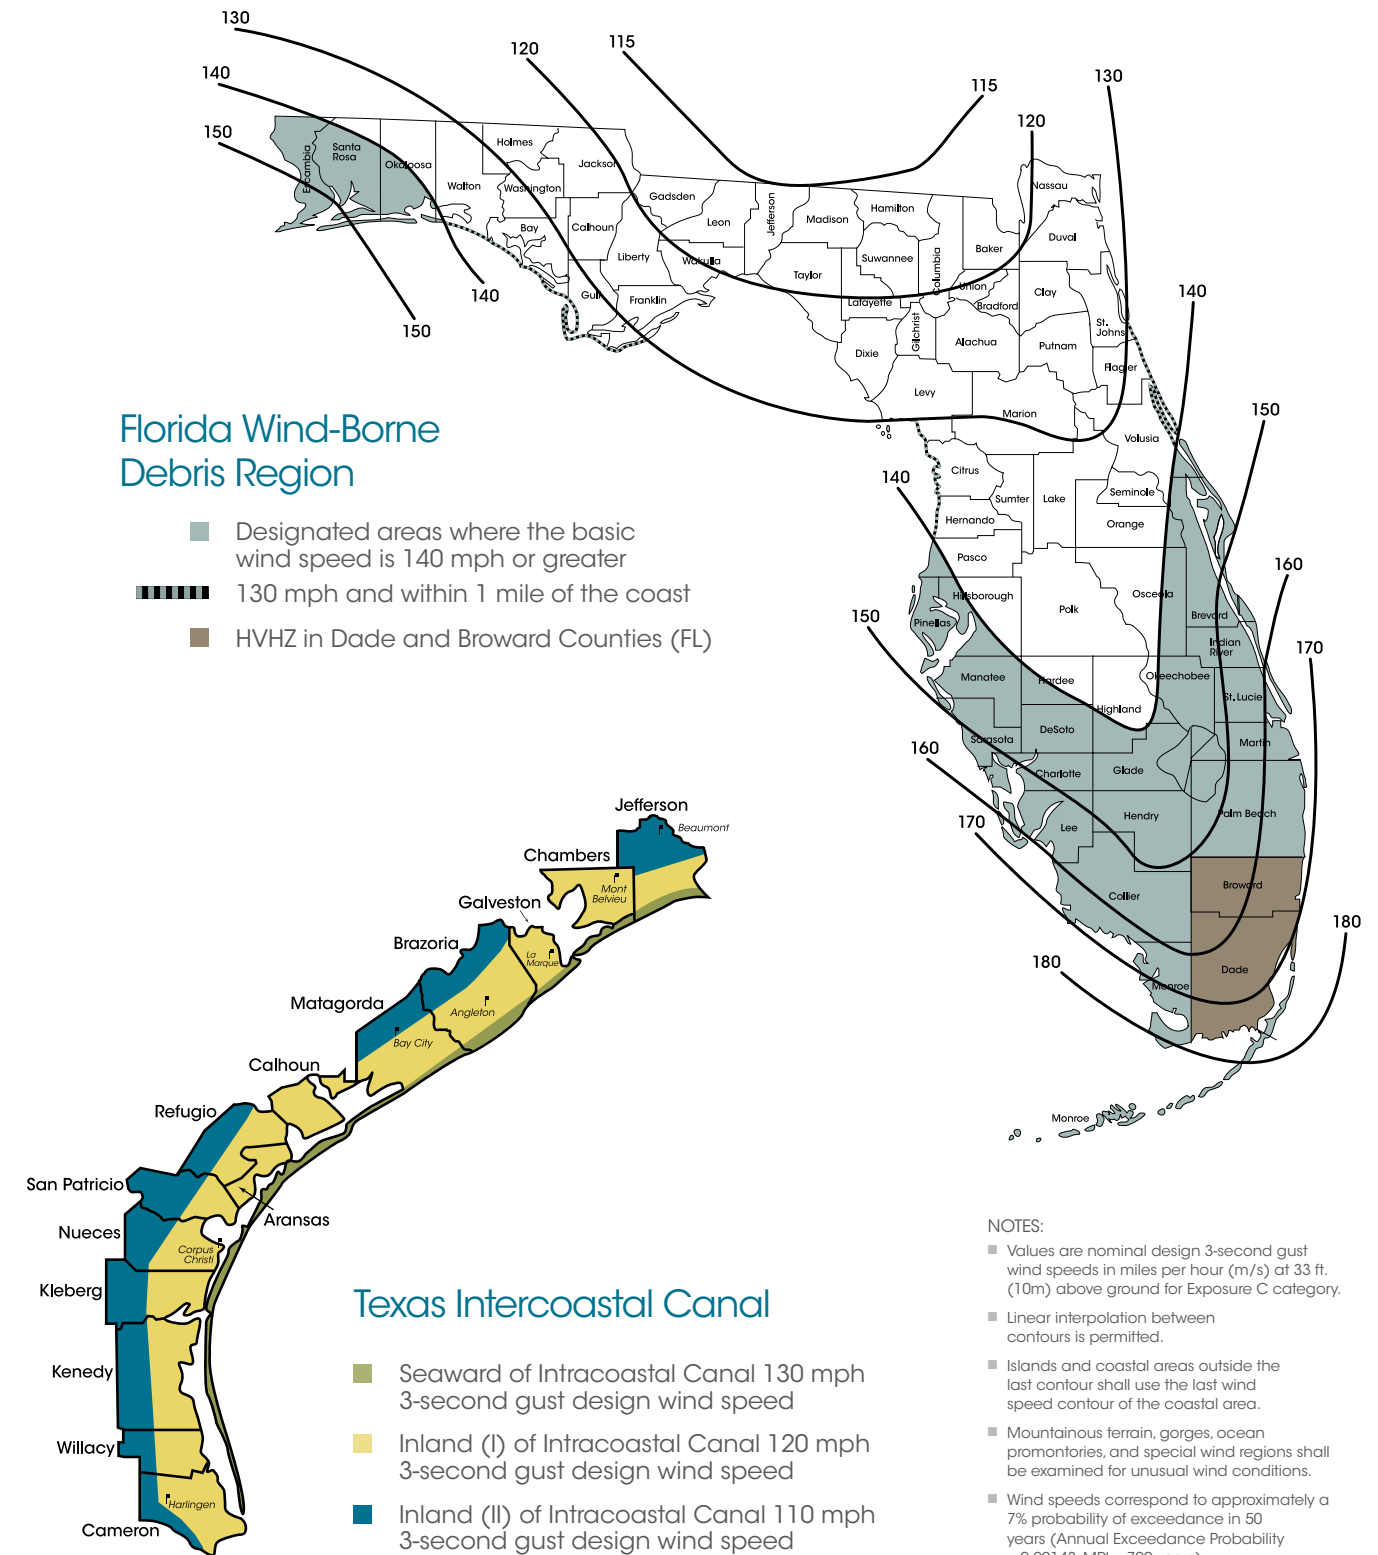 130
115
120
140
115
130
150
120
Nassau
Holmes
Santa
Rosa
Escambia
Okaloosa
Jackson
Walton
Washington
Gadsden
Leon
Jefferson
Madison
Hamilton
Baker
Duval
Bay
Calhoun
Liberty
Wakulla
Taylor
Suwannee
Columbia
Union
Clay
Bradford
Gulf
Franklin
Lafayette
Gilchrist
Alachua
Putnam
St.
Johns
140
150
140
Dixie
Flagler
Levy
Marion
Volusia
150
Florida Wind-Borne
Debris Region
Designated areas where the basic
wind speed is 140 mph or greater
130 mph and within 1 mile of the coast
HVHZ in Dade and Broward Counties (FL)
140
Citrus
Sumter
Lake
Seminole
Hernando
Orange
Pasco
160
Hillsborough
Polk
Osceola
Pinellas
Brevard
150
Indian
River
170
Manatee
Hardee
Okeechobee
St. Lucie
Highland
DeSoto
Sarasota
Martin
160
Charlotte
Glade
170
Lee
Hendry
Palm Beach
Collier
Broward
180
180
Dade
Monroe
Monroe
Jefferson
Beaumont
Chambers
Mont
Belvieu
Galveston
Brazoria
La
Marque
Matagorda
Angleton
Bay City
Calhoun
Refugio
San Patricio
Aransas
Nueces
Corpus
Christi
Kleberg
Kenedy
Willacy
Harlingen
Cameron
Texas Intercoastal Canal
Seaward of Intracoastal Canal 130 mph
3-second gust design wind speed
Inland (I) of Intracoastal Canal 120 mph
3-second gust design wind speed
Inland (II) of Intracoastal Canal 110 mph
3-second gust design wind speed
NOTES:
Values are nominal design 3-second gust
wind speeds in miles per hour (m/s) at 33 ft.
(10m) above ground for Exposure C category.
Linear interpolation between
contours is permitted.
Islands and coastal areas outside the
last contour shall use the last wind
speed contour of the coastal area.
Mountainous terrain, gorges, ocean
promontories, and special wind regions shall
be examined for unusual wind conditions.
Wind speeds correspond to approximately a
7% probability of exceedance in 50
years (Annual Exceedance Probability